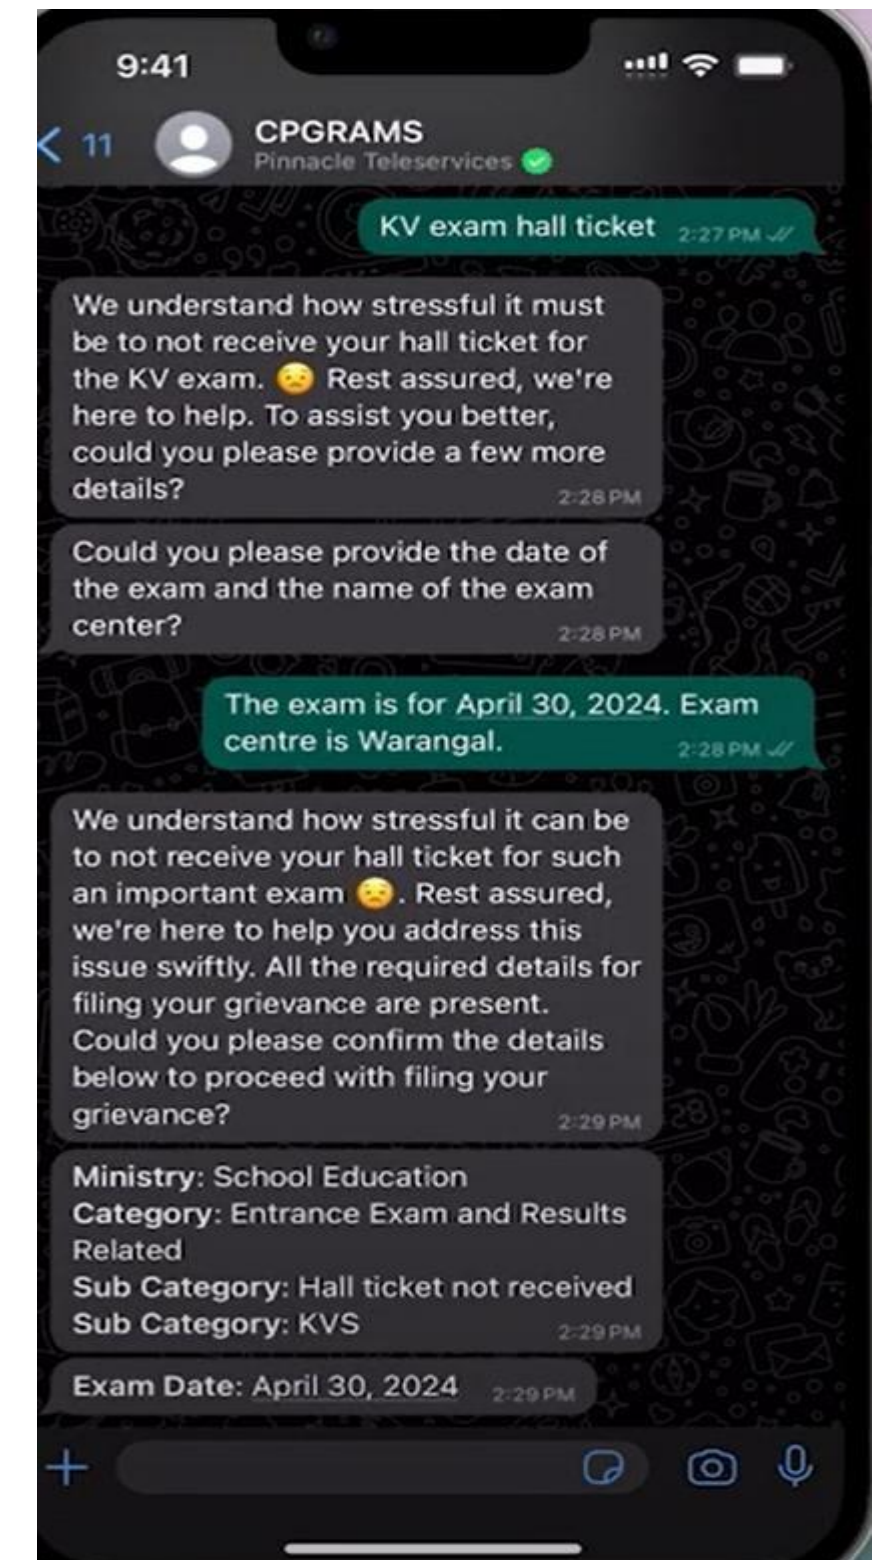 9:41
11
CPGRAMS
Pinnacle Teleservices
KV exam hall ticket 2:27 PM
We understand how stressful it must
be to not receive your hall ticket for
the KV exam. 😟 Rest assured, we're
here to help. To assist you better,
could you please provide a few more
details? 2:28 PM
Could you please provide the date of
the exam and the name of the exam
center? 2:28 PM
The exam is for April 30, 2024. Exam
centre is Warangal. 2:28 PM
We understand how stressful it can be
to not receive your hall ticket for such
an important exam 😟. Rest assured,
we're here to help you address this
issue swiftly. All the required details for
filing your grievance are present.
Could you please confirm the details
below to proceed with filing your
grievance? 2:29 PM
Ministry: School Education
Category: Entrance Exam and Results
Related
Sub Category: Hall ticket not received
Sub Category: KVS 2:29 PM
Exam Date: April 30, 2024 2:29 PM